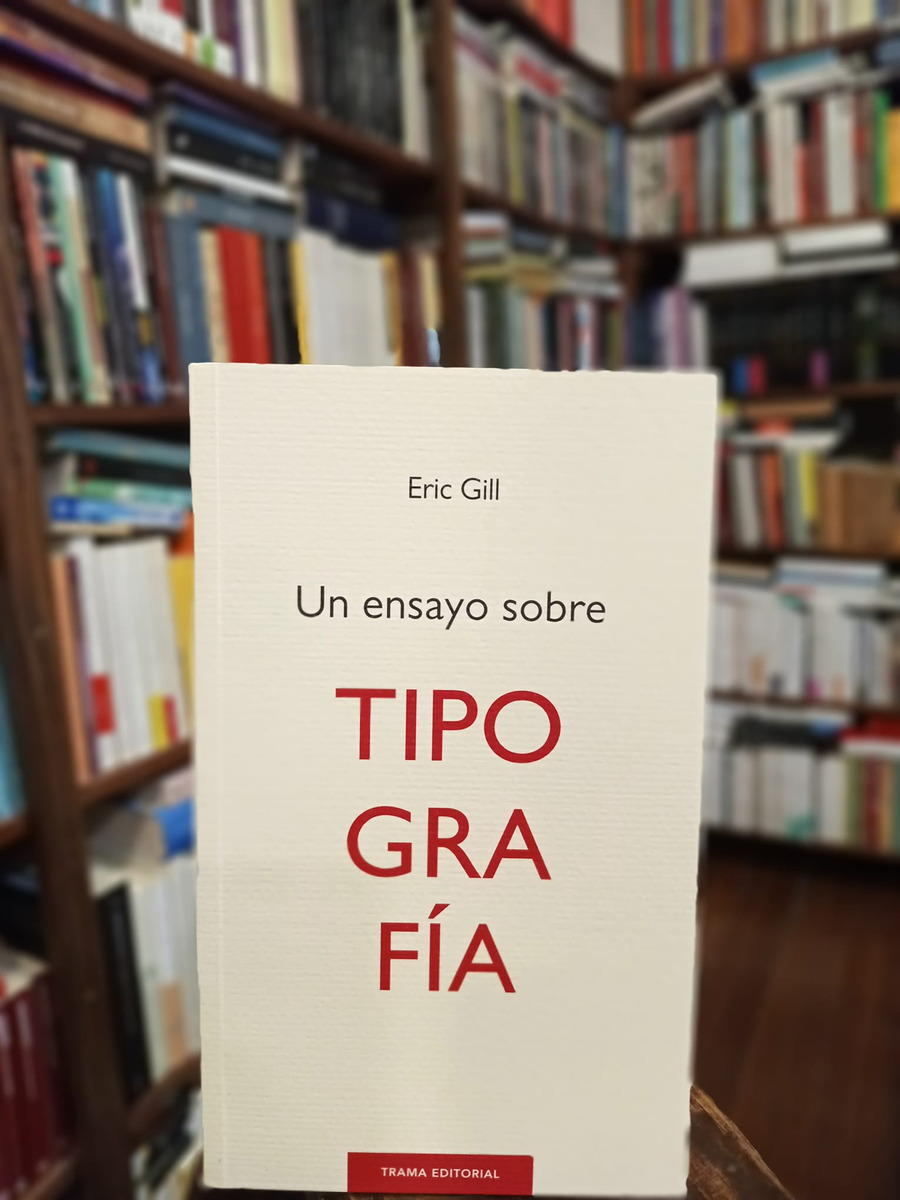 Eric Gill
Un ensayo sobre
TIPO
GRA
FÍA
TRAMA EDITORIAL